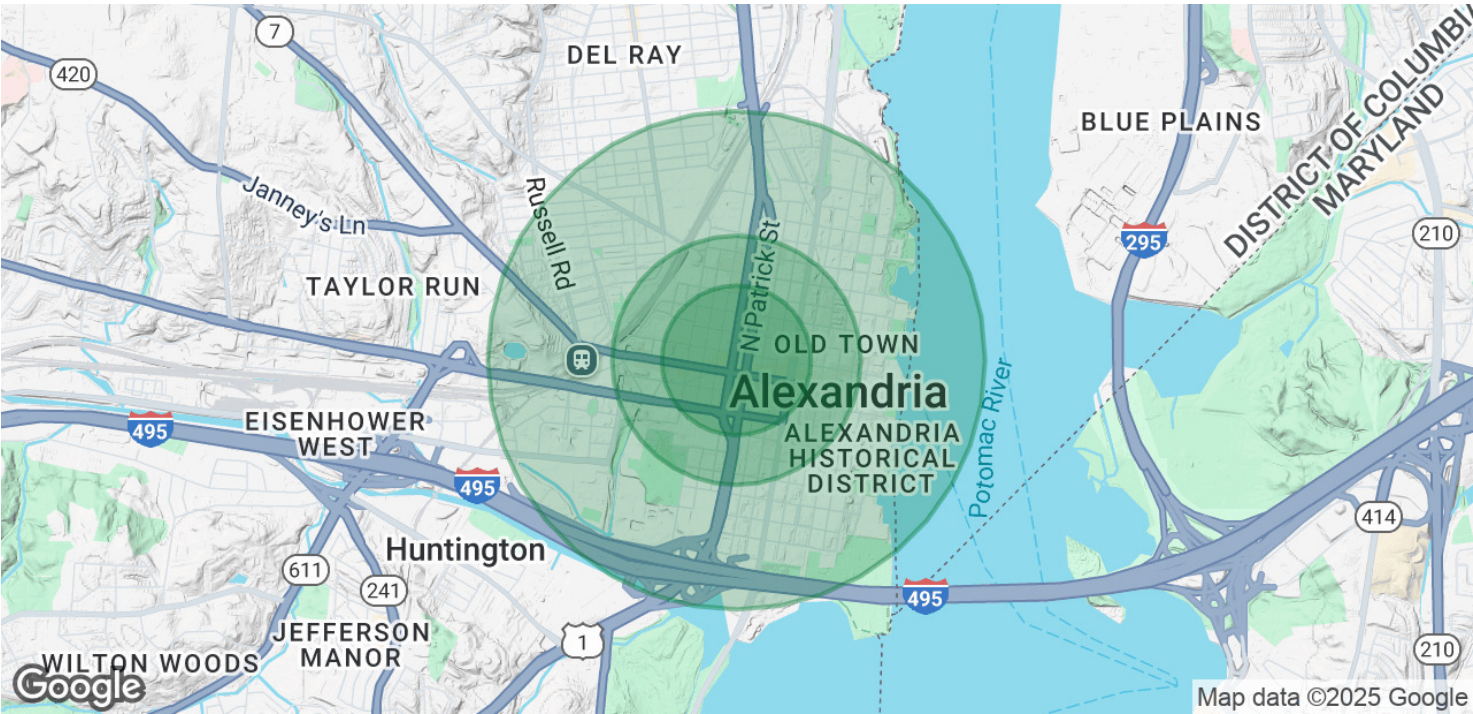 7
DEL RAY
420
DISTRICT OF COLUMBIA
MARYLAND
BLUE PLAINS
Janney's Ln
Russell Rd
N Patrick St
295
210
TAYLOR RUN
OLD TOWN
Alexandria
Potomac River
495
EISENHOWER
WEST
ALEXANDRIA
HISTORICAL
DISTRICT
495
414
Huntington
611
241
495
JEFFERSON
MANOR
1
210
WILTON WOODS
Google
Map data ©2025 Google